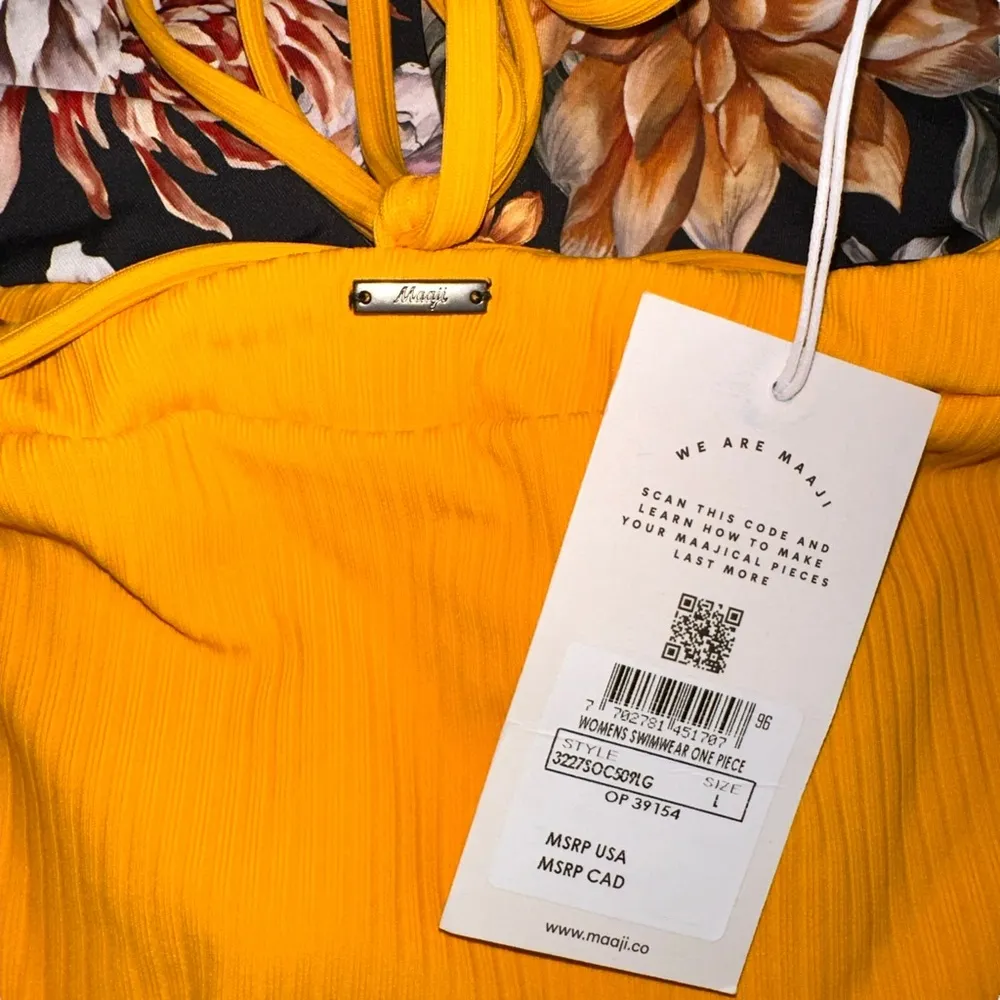 Maaji
WE ARE MAAJI
SCAN THIS CODE AND
LEARN HOW TO MAKE
YOUR MAAJICAL PIECES
LAST MORE
7 702781 451707 96
WOMENS SWIMWEAR ONE PIECE
STYLE SIZE
3227SOC509LG L
OP 39154
MSRP USA
MSRP CAD
www.maaji.co